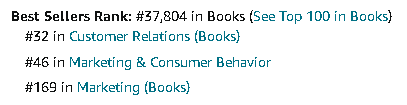 Best Sellers Rank: #37,804 in Books (See Top 100 in Books)
#32 in Customer Relations (Books)
#46 in Marketing & Consumer Behavior
#169 in Marketing (Books)